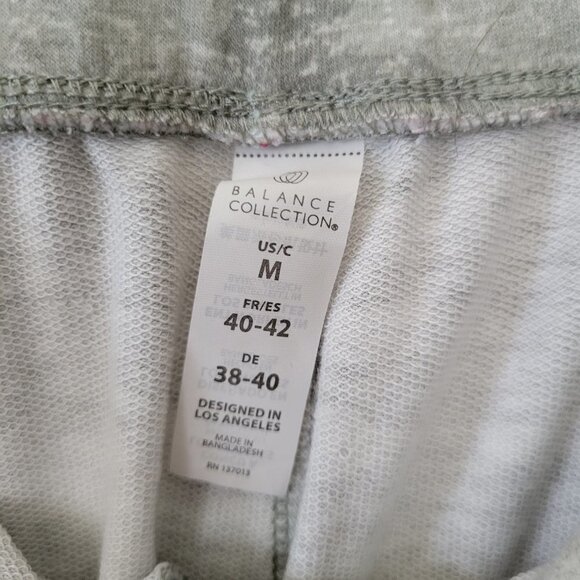 BALANCE
COLLECTION®
US/C
M
FR/ES
40-42
DE
38-40
DESIGNED IN
LOS ANGELES
MADE IN
BANGLADESH
RN 137013